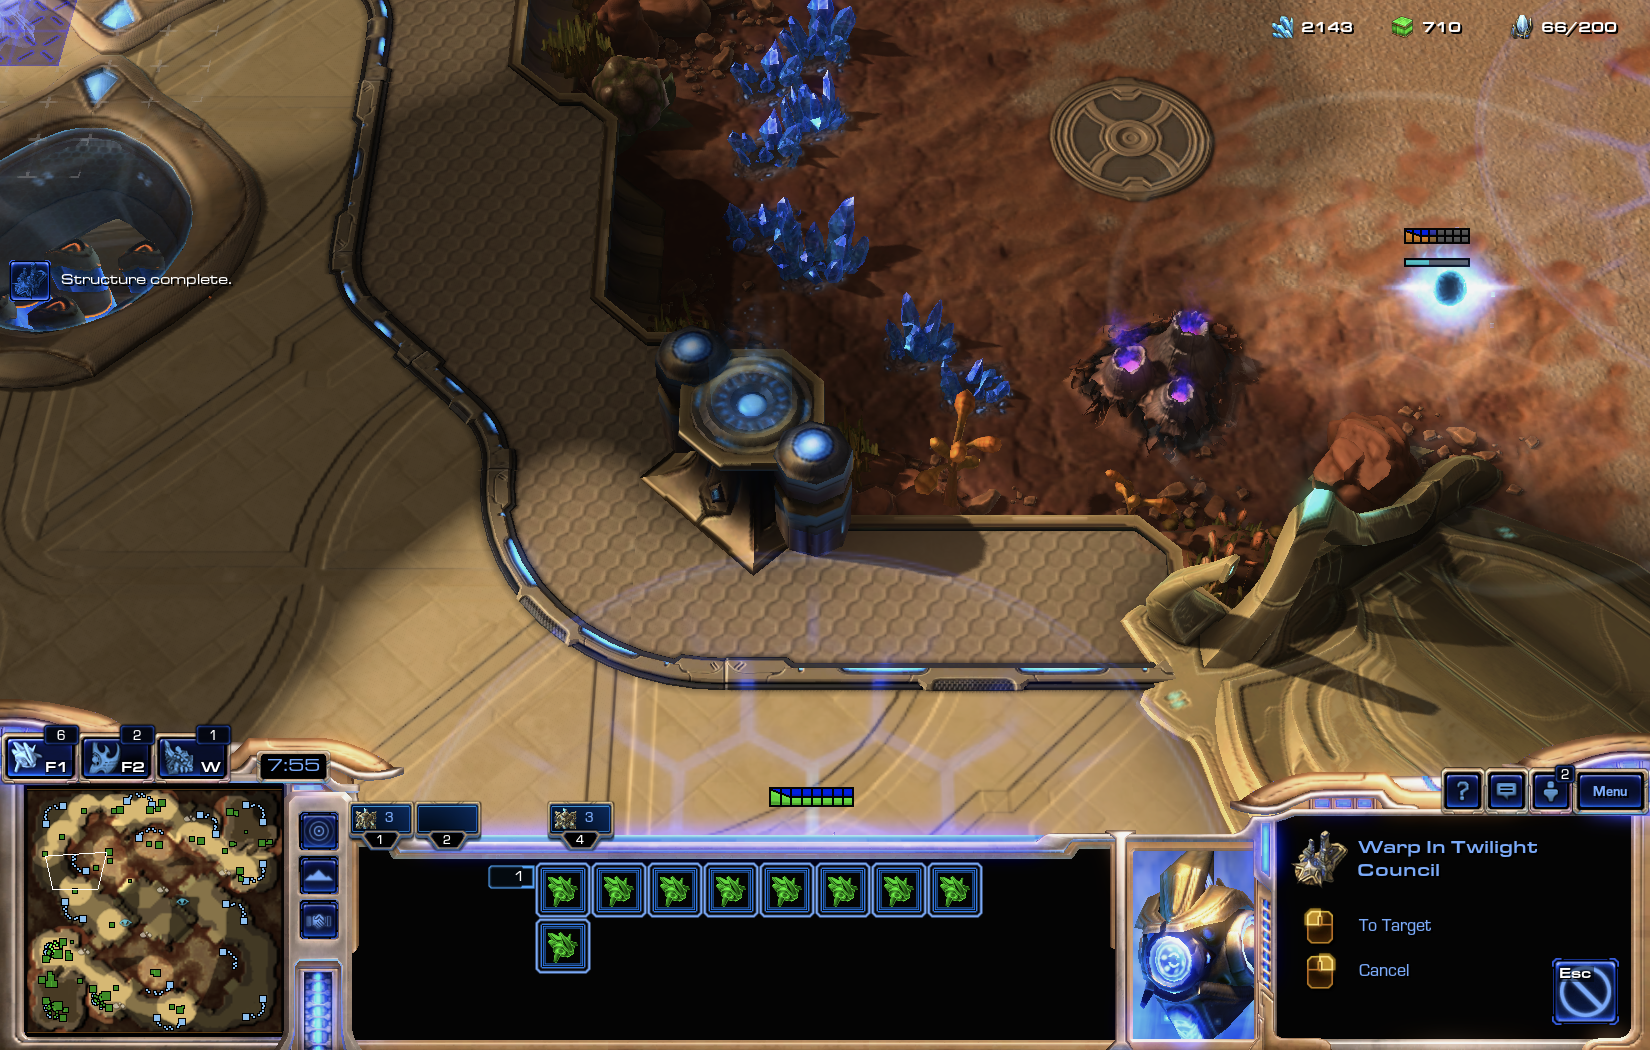 2143 710 66/200
Structure complete.
6 2 1
F1 F2 W
7:55
2
? Menu
3 3
1 2 4
1
Warp In Twilight
Council
To Target
Cancel
Esc